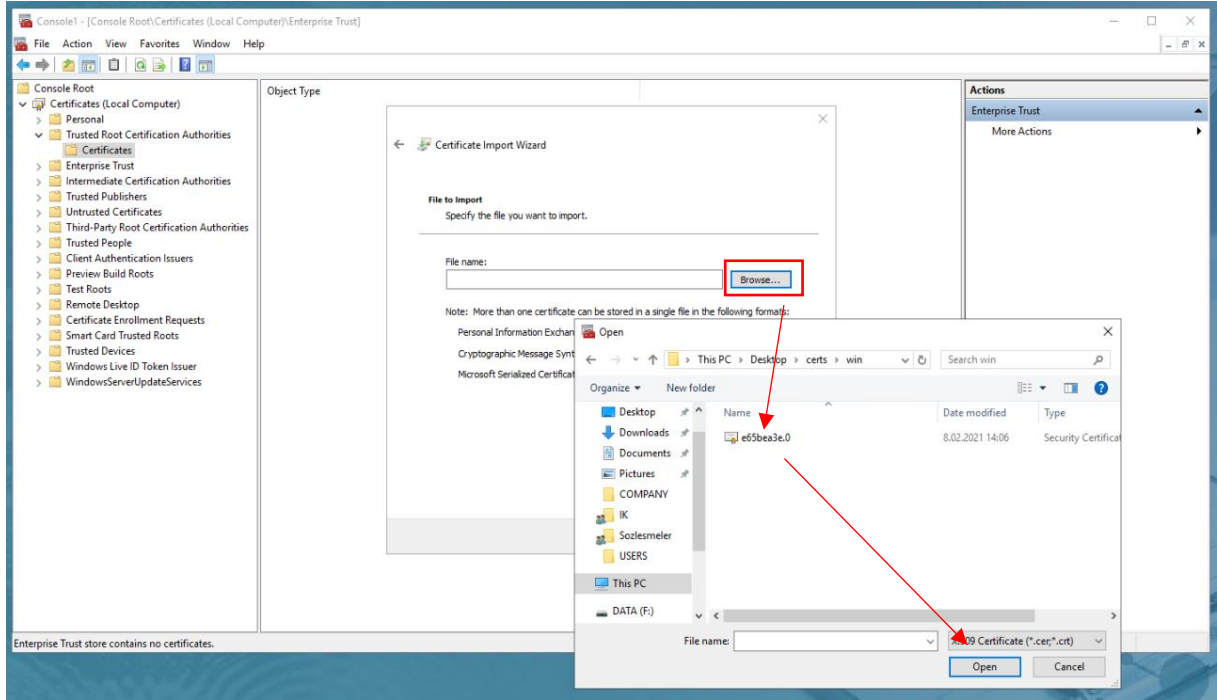 Console1 - [Console Root\Certificates (Local Computer)\Enterprise Trust]
File Action View Favorites Window Help
Console Root
Certificates (Local Computer)
Personal
Trusted Root Certification Authorities
Certificates
Enterprise Trust
Intermediate Certification Authorities
Trusted Publishers
Untrusted Certificates
Third-Party Root Certification Authorities
Trusted People
Client Authentication Issuers
Preview Build Roots
Test Roots
Remote Desktop
Certificate Enrollment Requests
Smart Card Trusted Roots
Trusted Devices
Windows Live ID Token Issuer
WindowsServerUpdateServices
Object Type
Actions
Enterprise Trust
More Actions
Certificate Import Wizard
File to Import
Specify the file you want to import.
File name:
Browse...
Note: More than one certificate can be stored in a single file in the following formats:
Personal Information Exchan
Cryptographic Message Synt
Microsoft Serialized Certificat
Open
This PC > Desktop > certs > win
Search win
Organize New folder
Name Date modified Type
e65bea3e.0 8.02.2021 14:06 Security Certificat
Desktop
Downloads
Documents
Pictures
COMPANY
IK
Sozlesmeler
USERS
This PC
DATA (F:)
File name: X.509 Certificate (*.cer;*.crt)
Open Cancel
Enterprise Trust store contains no certificates.